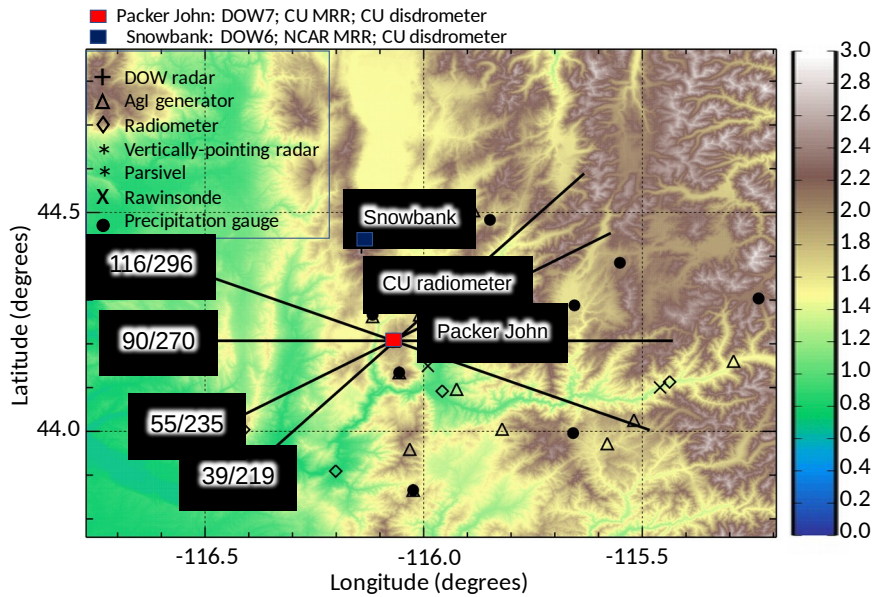 Packer John: DOW7; CU MRR; CU disdrometer
Snowbank: DOW6; NCAR MRR; CU disdrometer
DOW radar
AgI generator
Radiometer
Vertically-pointing radar
Parsivel
Rawinsonde
Precipitation gauge
Snowbank
116/296
CU radiometer
90/270
Packer John
55/235
39/219
44.5
44.0
Latitude (degrees)
-116.5
-116.0
-115.5
Longitude (degrees)
3.0
2.8
2.6
2.4
2.2
2.0
1.8
1.6
1.4
1.2
1.0
0.8
0.6
0.4
0.2
0.0